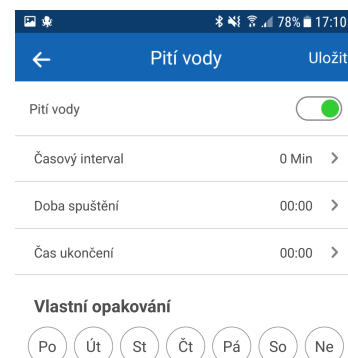 78% 17:10
Pití vody Uložit
Pití vody
Časový interval 0 Min
Doba spuštění 00:00
Čas ukončení 00:00
Vlastní opakování
Po Út St Čt Pá So Ne